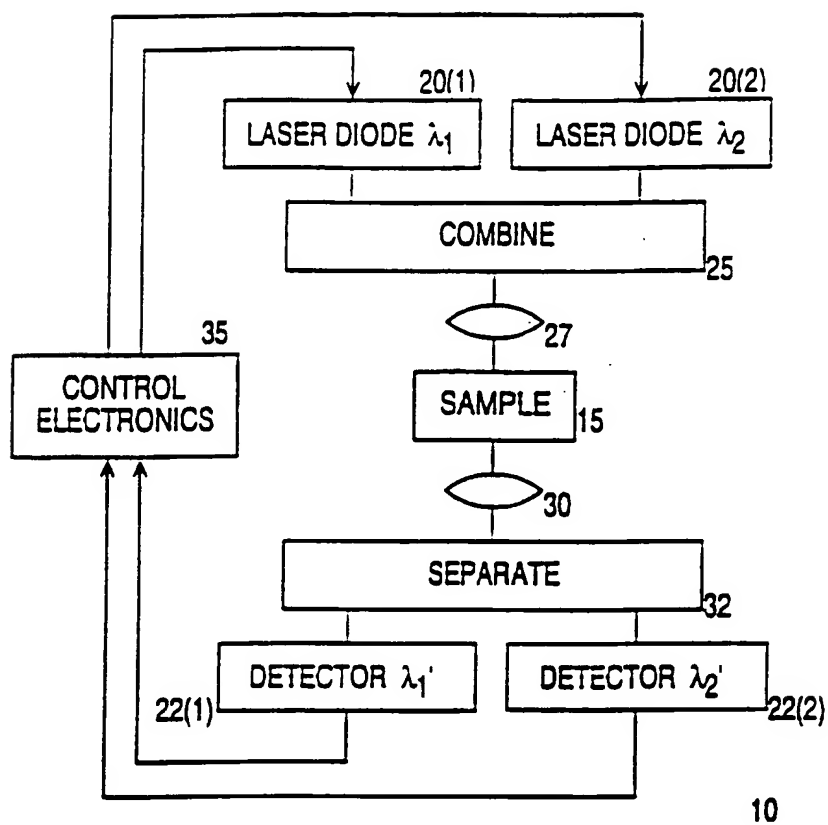 20(1)
20(2)
LASER DIODE λ1
LASER DIODE λ2
COMBINE
25
27
35
CONTROL
ELECTRONICS
SAMPLE
15
30
SEPARATE
32
DETECTOR λ1'
DETECTOR λ2'
22(1)
22(2)
10